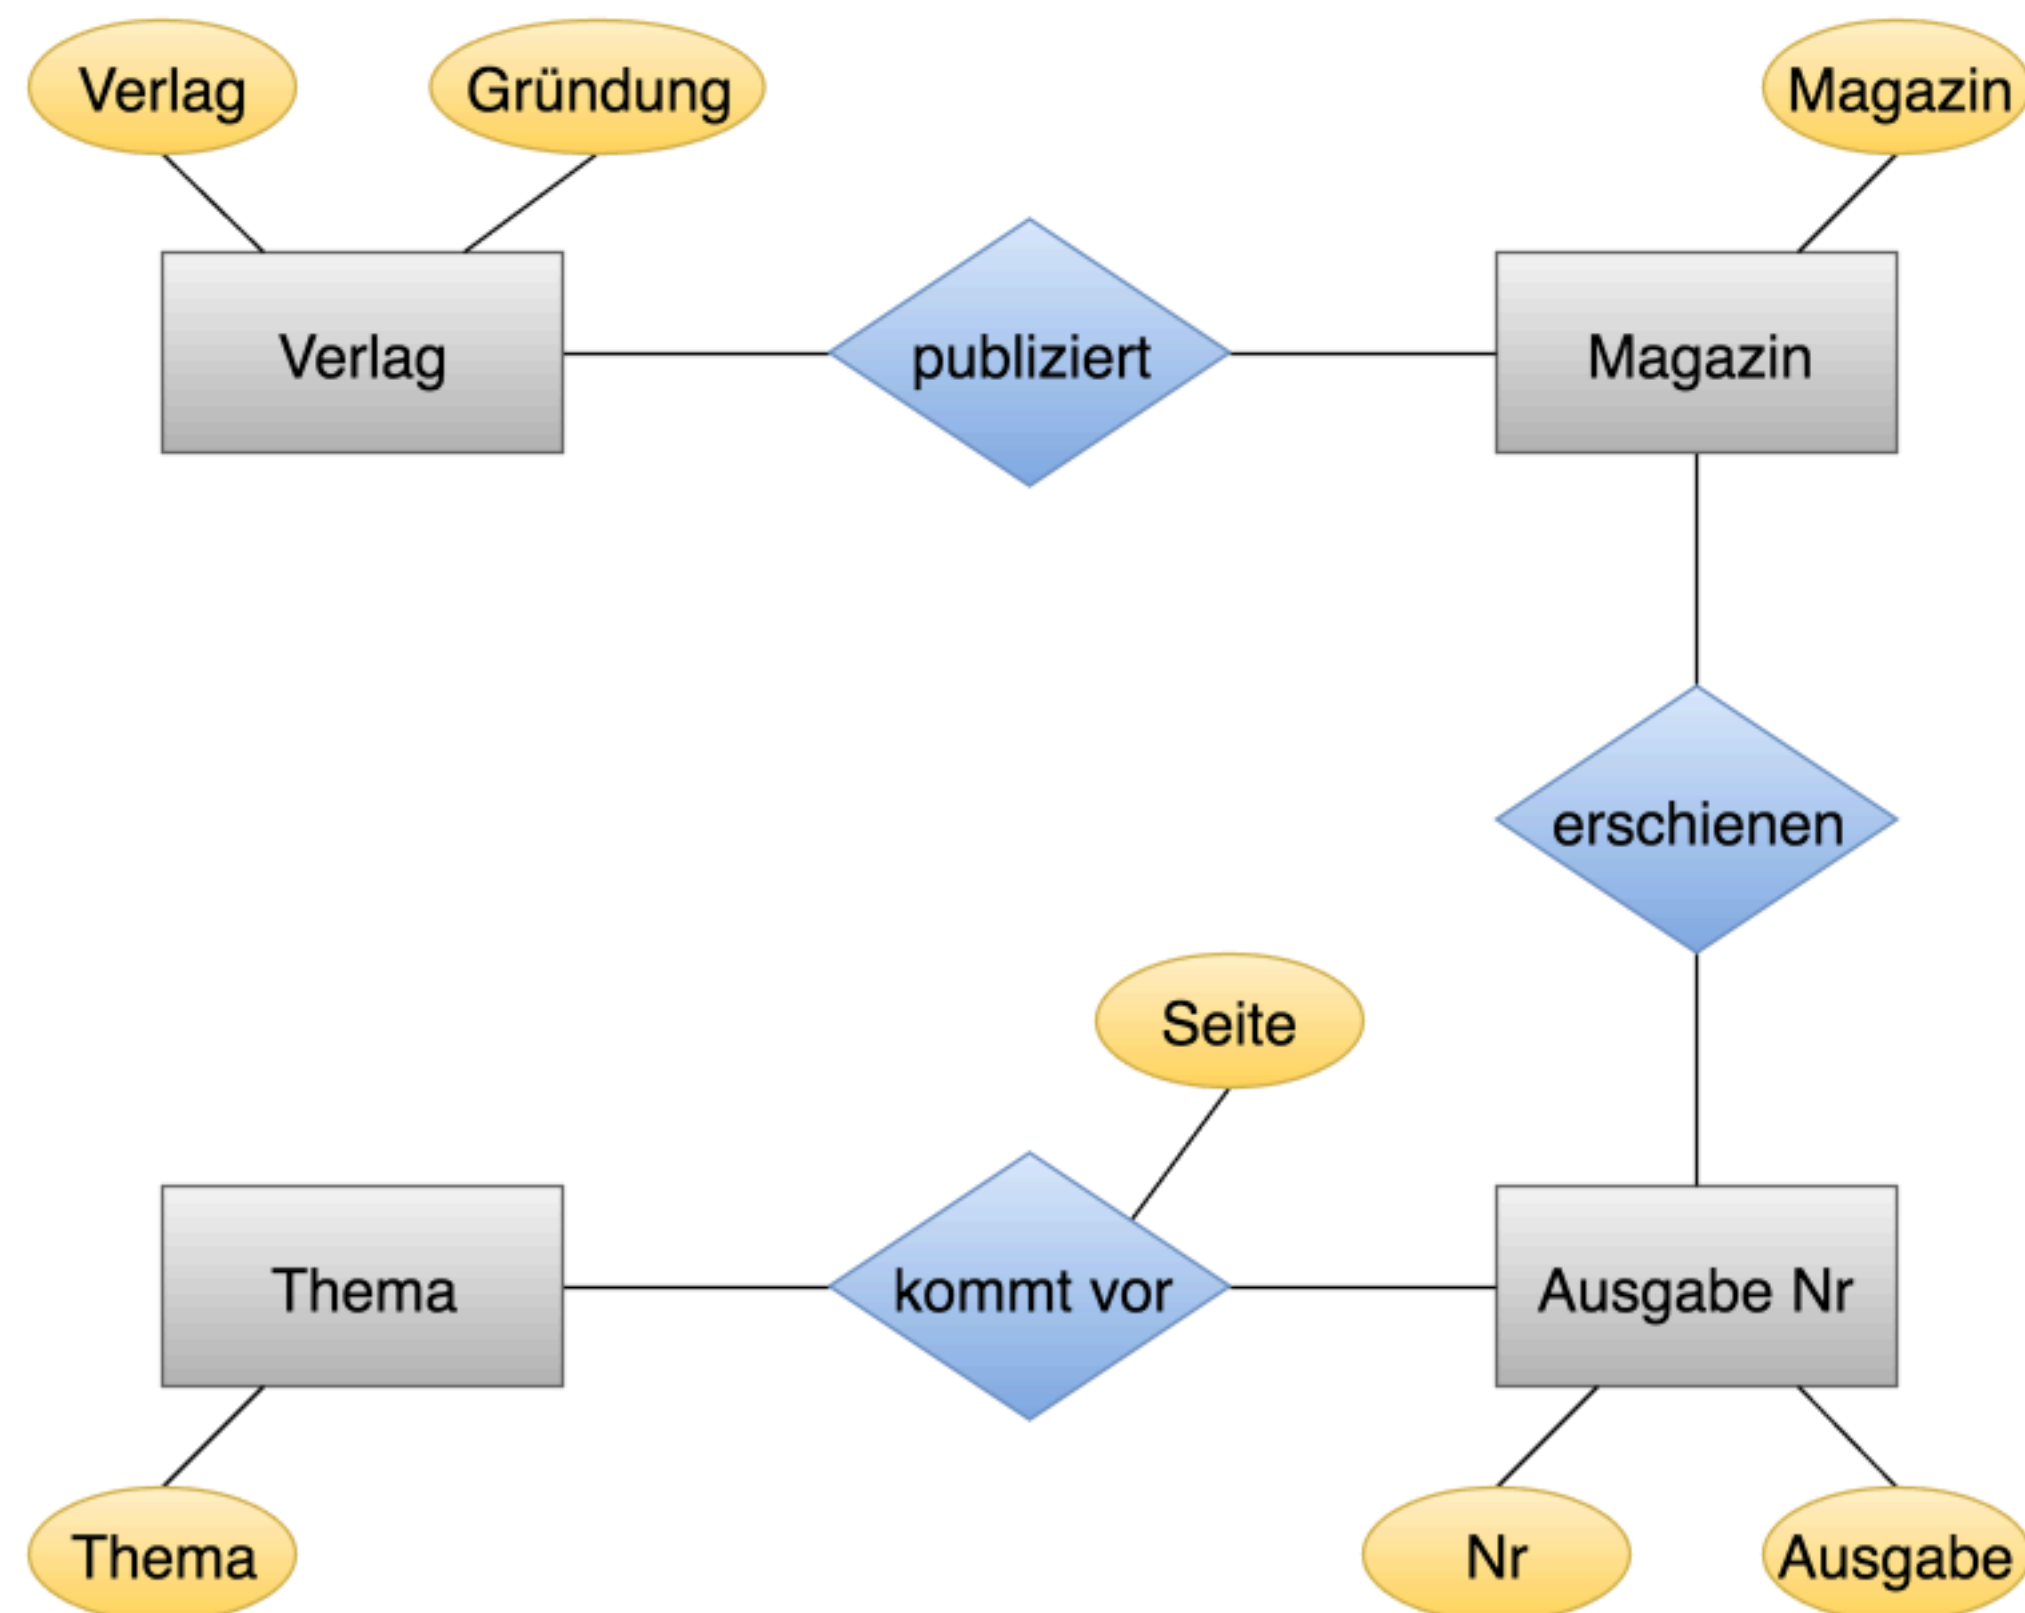 Verlag
Gründung
Magazin
Verlag
publiziert
Magazin
erschienen
Seite
Thema
kommt vor
Ausgabe Nr
Thema
Nr
Ausgabe